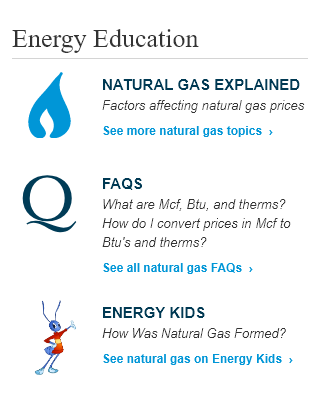 Energy Education
NATURAL GAS EXPLAINED
Factors affecting natural gas prices
See more natural gas topics ›
Q
FAQS
What are Mcf, Btu, and therms?
How do I convert prices in Mcf to
Btu's and therms?
See all natural gas FAQs ›
ENERGY KIDS
How Was Natural Gas Formed?
See natural gas on Energy Kids ›